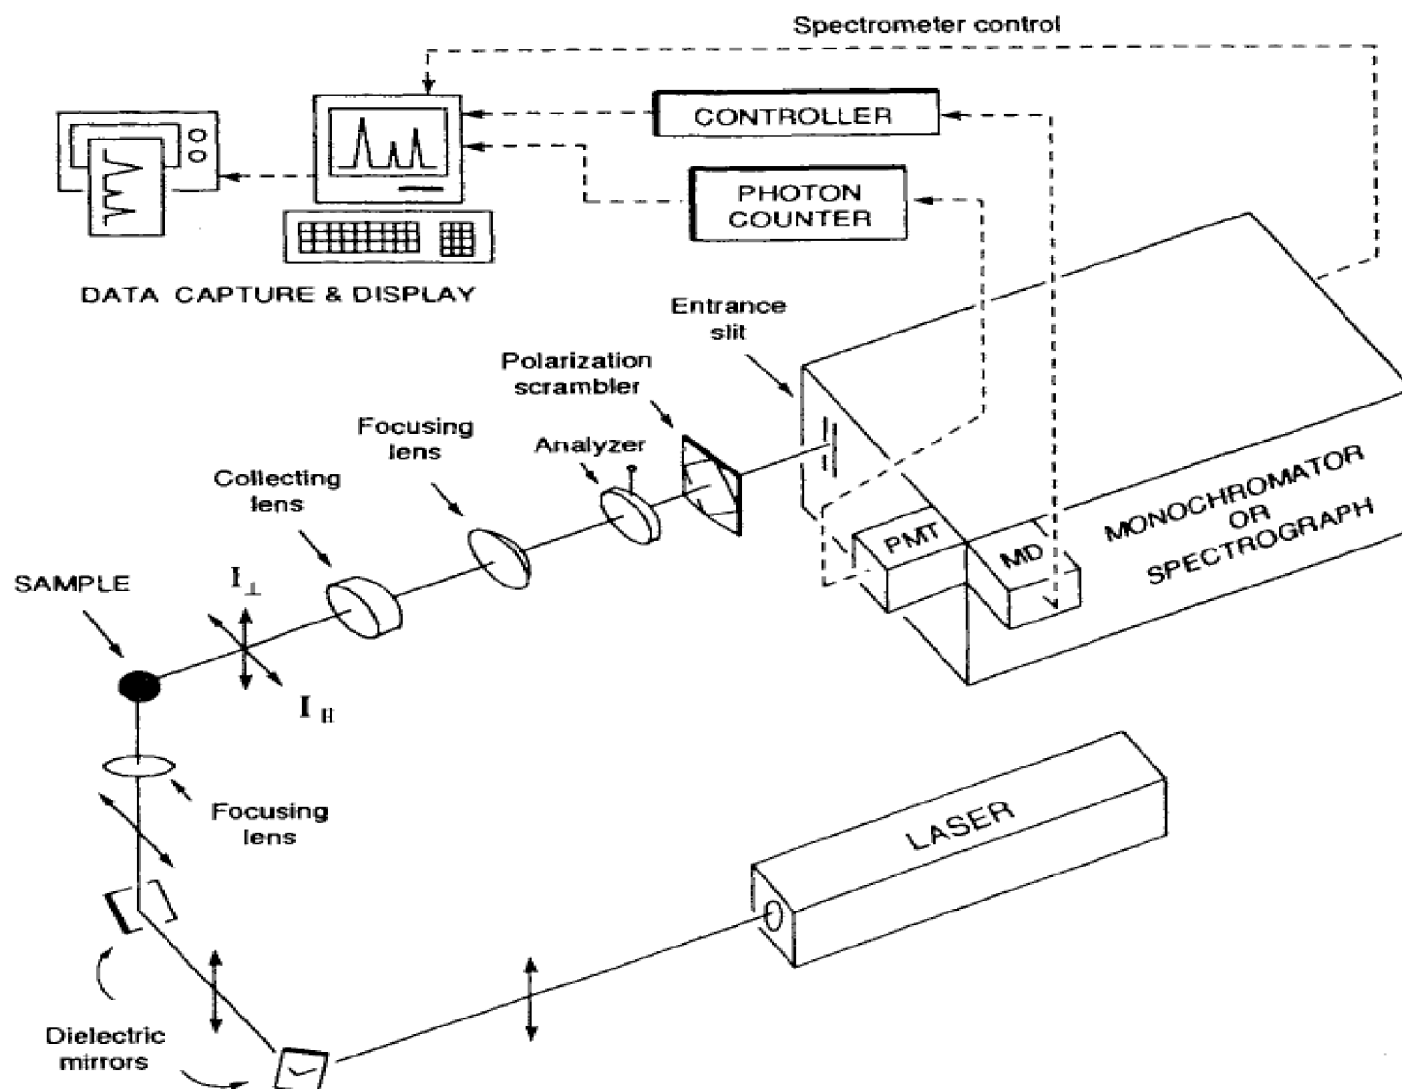 Spectrometer control
CONTROLLER
PHOTON
COUNTER
DATA CAPTURE & DISPLAY
Entrance
slit
Polarization
scrambler
Focusing
lens
Analyzer
Collecting
lens
SAMPLE
I⊥
I∥
PMT
MD
MONOCHROMATOR
OR
SPECTROGRAPH
Focusing
lens
LASER
Dielectric
mirrors